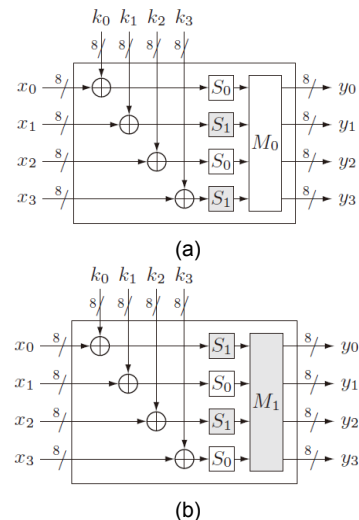 k₀ k₁ k₂ k₃
8 8 8 8
x₀ 8 S₀ 8 y₀
x₁ 8 S₁ 8 y₁
M₀
x₂ 8 S₀ 8 y₂
x₃ 8 S₁ 8 y₃
(a)
k₀ k₁ k₂ k₃
8 8 8 8
x₀ 8 S₁ 8 y₀
x₁ 8 S₀ 8 y₁
M₁
x₂ 8 S₁ 8 y₂
x₃ 8 S₀ 8 y₃
(b)